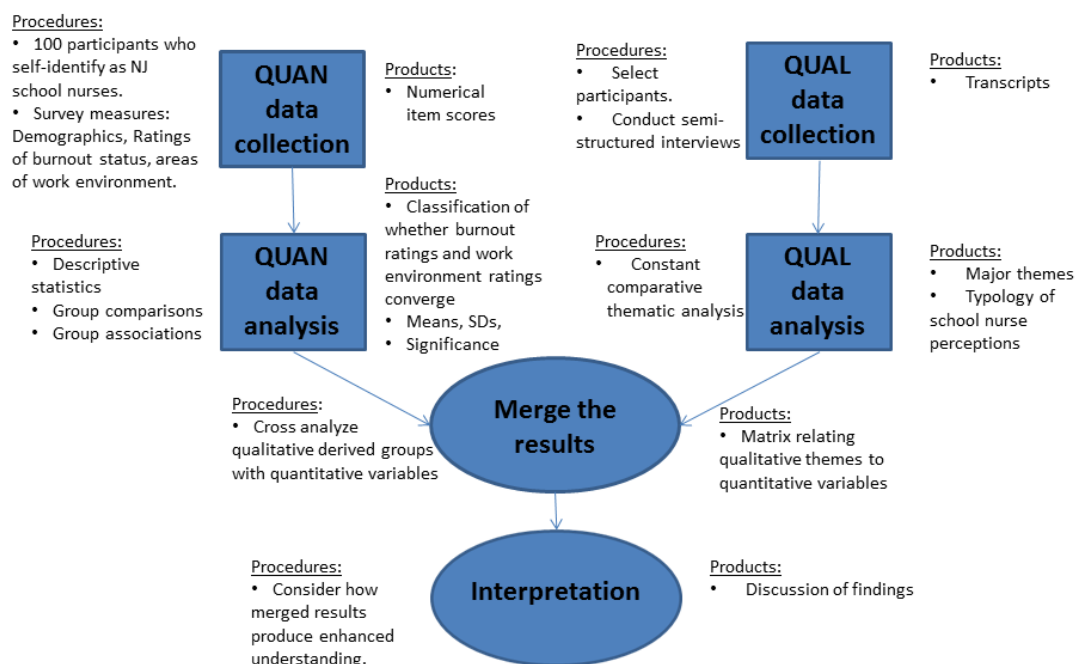 Procedures:
• 100 participants who
self-identify as NJ
school nurses.
• Survey measures:
Demographics, Ratings
of burnout status, areas
of work environment.
QUAN
data
collection
Products:
• Numerical
item scores
Procedures:
• Select
participants.
• Conduct semi-
structured interviews
QUAL
data
collection
Products:
• Transcripts
Procedures:
• Descriptive
statistics
• Group comparisons
• Group associations
QUAN
data
analysis
Products:
• Classification of
whether burnout
ratings and work
environment ratings
converge
• Means, SDs,
• Significance
Procedures:
• Constant
comparative
thematic analysis
QUAL
data
analysis
Products:
• Major themes
• Typology of
school nurse
perceptions
Procedures:
• Cross analyze
qualitative derived groups
with quantitative variables
Merge the
results
Products:
• Matrix relating
qualitative themes to
quantitative variables
Procedures:
• Consider how
merged results
produce enhanced
understanding.
Interpretation
Products:
• Discussion of findings